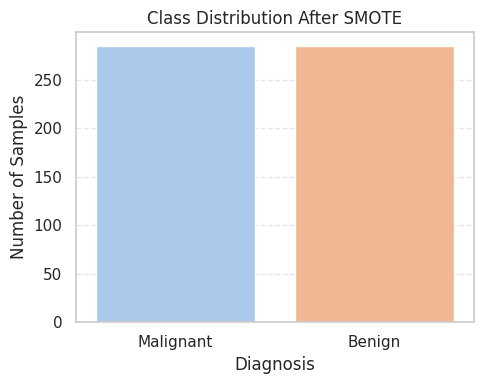 Class Distribution After SMOTE
Number of Samples
250
200
150
100
50
0
Malignant
Benign
Diagnosis